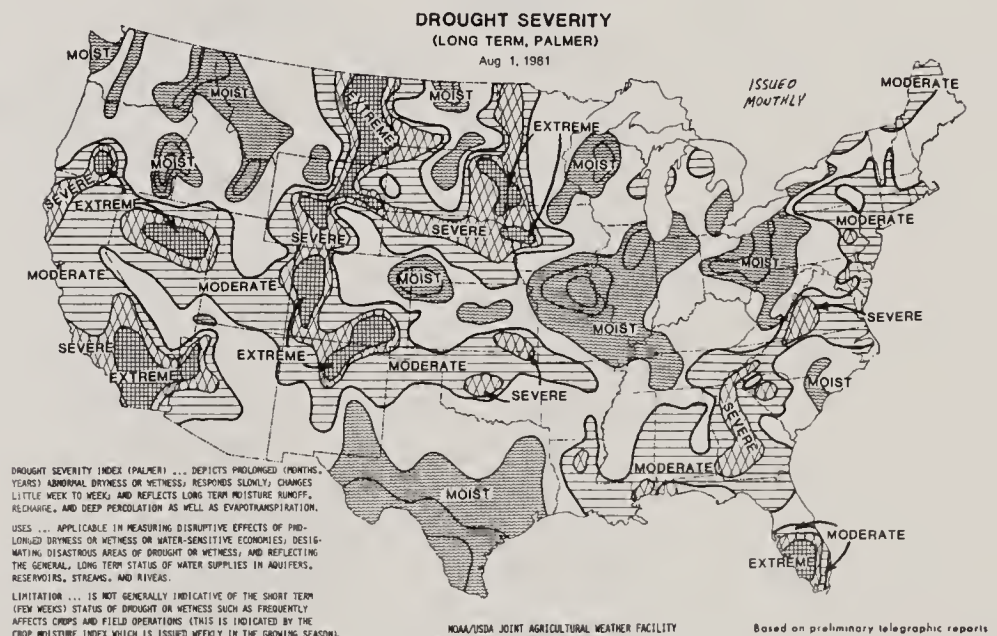 DROUGHT SEVERITY
(LONG TERM, PALMER)
Aug 1, 1981
ISSUED
MONTHLY
MOIST
MOIST
MOIST
EXTREME
MOIST
EXTREME
MOIST
MODERATE
SEVERE
EXTREME
SEVERE
SEVERE
MODERATE
MODERATE
MODERATE
MOIST
MOIST
MOIST
SEVERE
SEVERE
EXTREME
EXTREME
MODERATE
SEVERE
MOIST
SEVERE
MODERATE
MOIST
MODERATE
EXTREME
DROUGHT SEVERITY INDEX (PALMER) ... DEPICTS PROLONGED (MONTHS,
YEARS) ABNORMAL DRYNESS OR WETNESS; RESPONDS SLOWLY; CHANGES
LITTLE WEEK TO WEEK; AND REFLECTS LONG TERM MOISTURE RUNOFF,
RECHARGE, AND DEEP PERCOLATION AS WELL AS EVAPOTRANSPIRATION.
USES ... APPLICABLE IN MEASURING DISRUPTIVE EFFECTS OF PRO-
LONGED DRYNESS OR WETNESS OR WATER-SENSITIVE ECONOMIES; DESIG-
NATING DISASTROUS AREAS OF DROUGHT OR WETNESS; AND REFLECTING
THE GENERAL, LONG TERM STATUS OF WATER SUPPLIES IN AQUIFERS,
RESERVOIRS, STREAMS, AND RIVEAS.
LIMITATIOR ... IS NOT GENERALLY INDICATIVE OF THE SHORT TERM
(FEW WEEKS) STATUS OF DROUGHT OR WETNESS SUCH AS FREQUENTLY
AFFECTS CROPS AND FIELD OPERATIONS (THIS IS INDICATED BY THE
CROP MOISTURE INDEX WHICH IS ISSUED WEEKLY IN THE GROWING SEASON).
NOAA/USDA JOINT AGRICULTURAL WEATHER FACILITY
Based on preliminary telegraphic reports